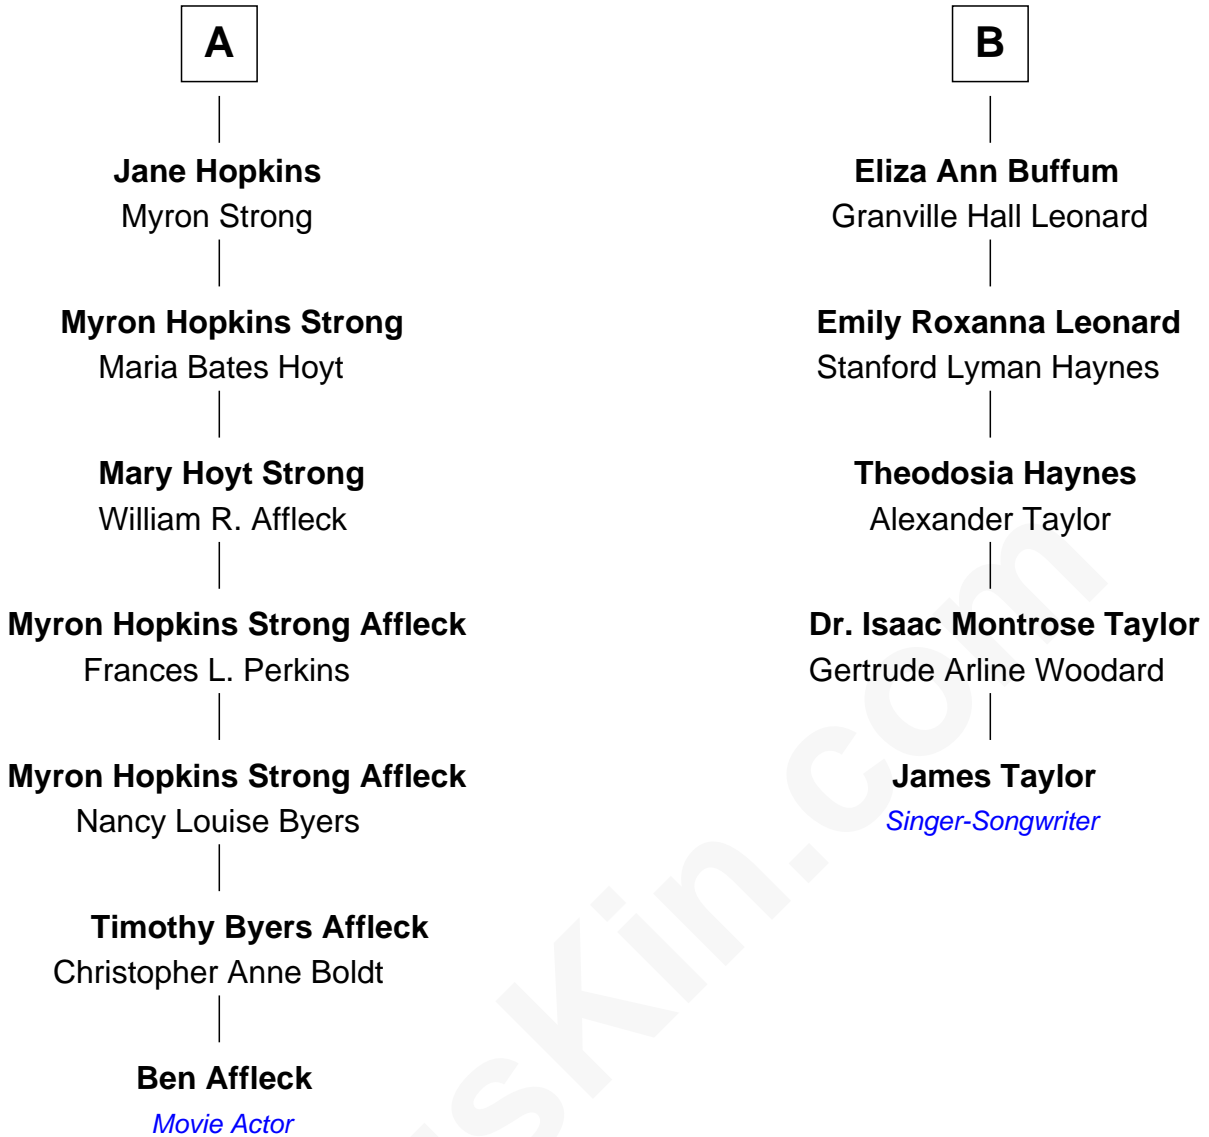 A
Jane Hopkins
Myron Strong
Myron Hopkins Strong
Maria Bates Hoyt
Mary Hoyt Strong
William R. Affleck
Myron Hopkins Strong Affleck
Frances L. Perkins
Myron Hopkins Strong Affleck
Nancy Louise Byers
Timothy Byers Affleck
Christopher Anne Boldt
Ben Affleck
Movie Actor
B
Eliza Ann Buffum
Granville Hall Leonard
Emily Roxanna Leonard
Stanford Lyman Haynes
Theodosia Haynes
Alexander Taylor
Dr. Isaac Montrose Taylor
Gertrude Arline Woodard
James Taylor
Singer-Songwriter
sKin.com